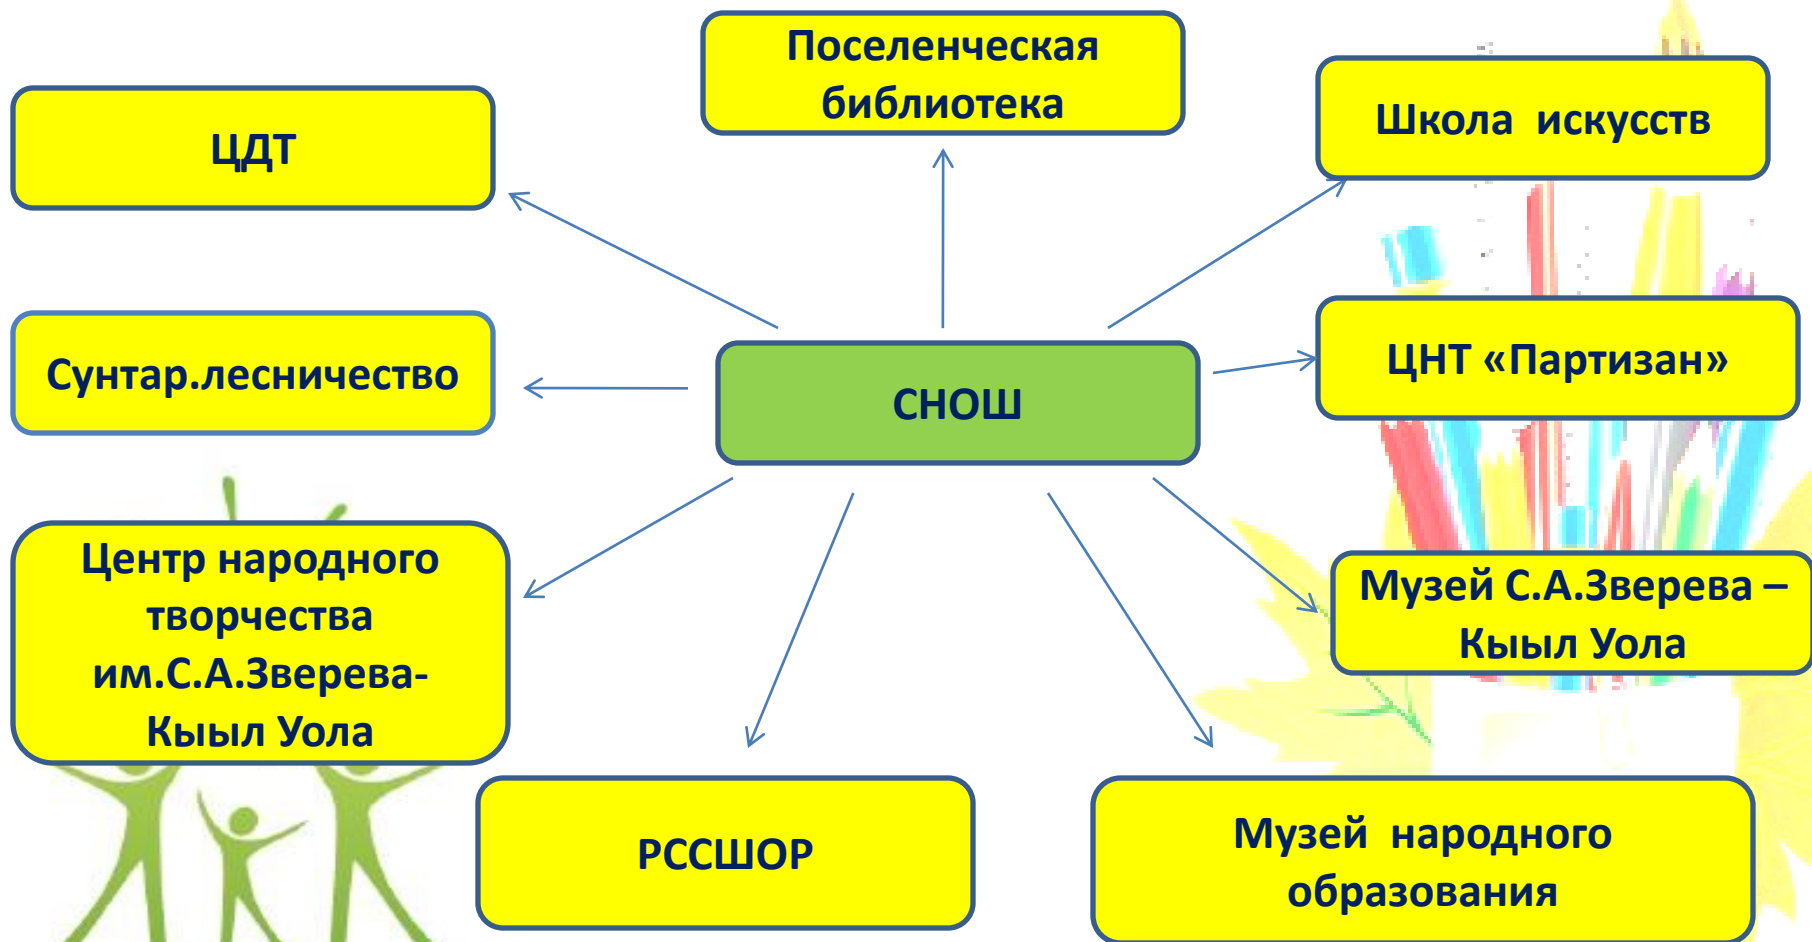 Поселенческая
библиотека
ЦДТ
Школа искусств
Сунтар.лесничество
СНОШ
ЦНТ «Партизан»
Центр народного
творчества
им.С.А.Зверева-
Кыыл Уола
Музей С.А.Зверева –
Кыыл Уола
РССШОР
Музей народного
образования